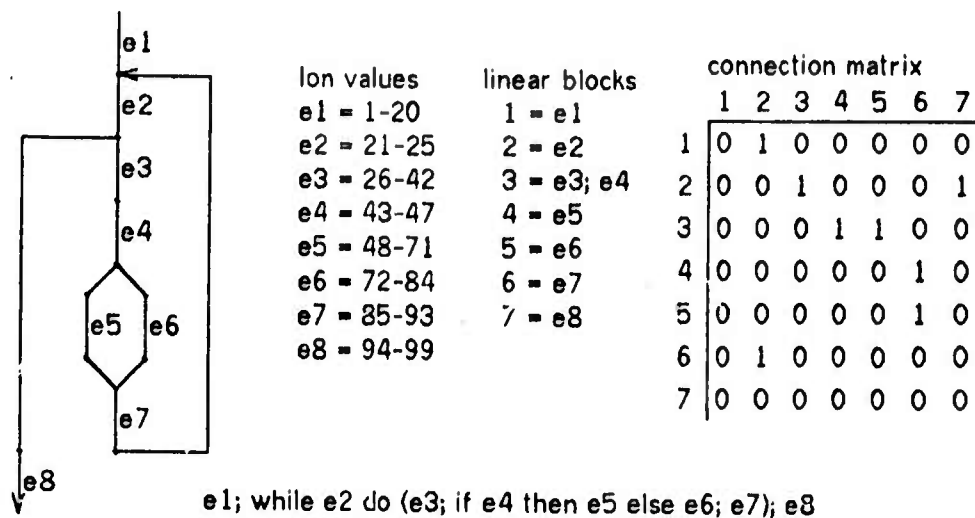 e1
e2
e3
e4
e5 e6
e7
e8
lon values
e1 = 1-20
e2 = 21-25
e3 = 26-42
e4 = 43-47
e5 = 48-71
e6 = 72-84
e7 = 85-93
e8 = 94-99
linear blocks
1 = e1
2 = e2
3 = e3; e4
4 = e5
5 = e6
6 = e7
7 = e8
connection matrix
1 2 3 4 5 6 7
1 0 1 0 0 0 0 0
2 0 0 1 0 0 0 1
3 0 0 0 1 1 0 0
4 0 0 0 0 0 1 0
5 0 0 0 0 0 1 0
6 0 1 0 0 0 0 0
7 0 0 0 0 0 0 0
e1; while e2 do (e3; if e4 then e5 else e6; e7); e8